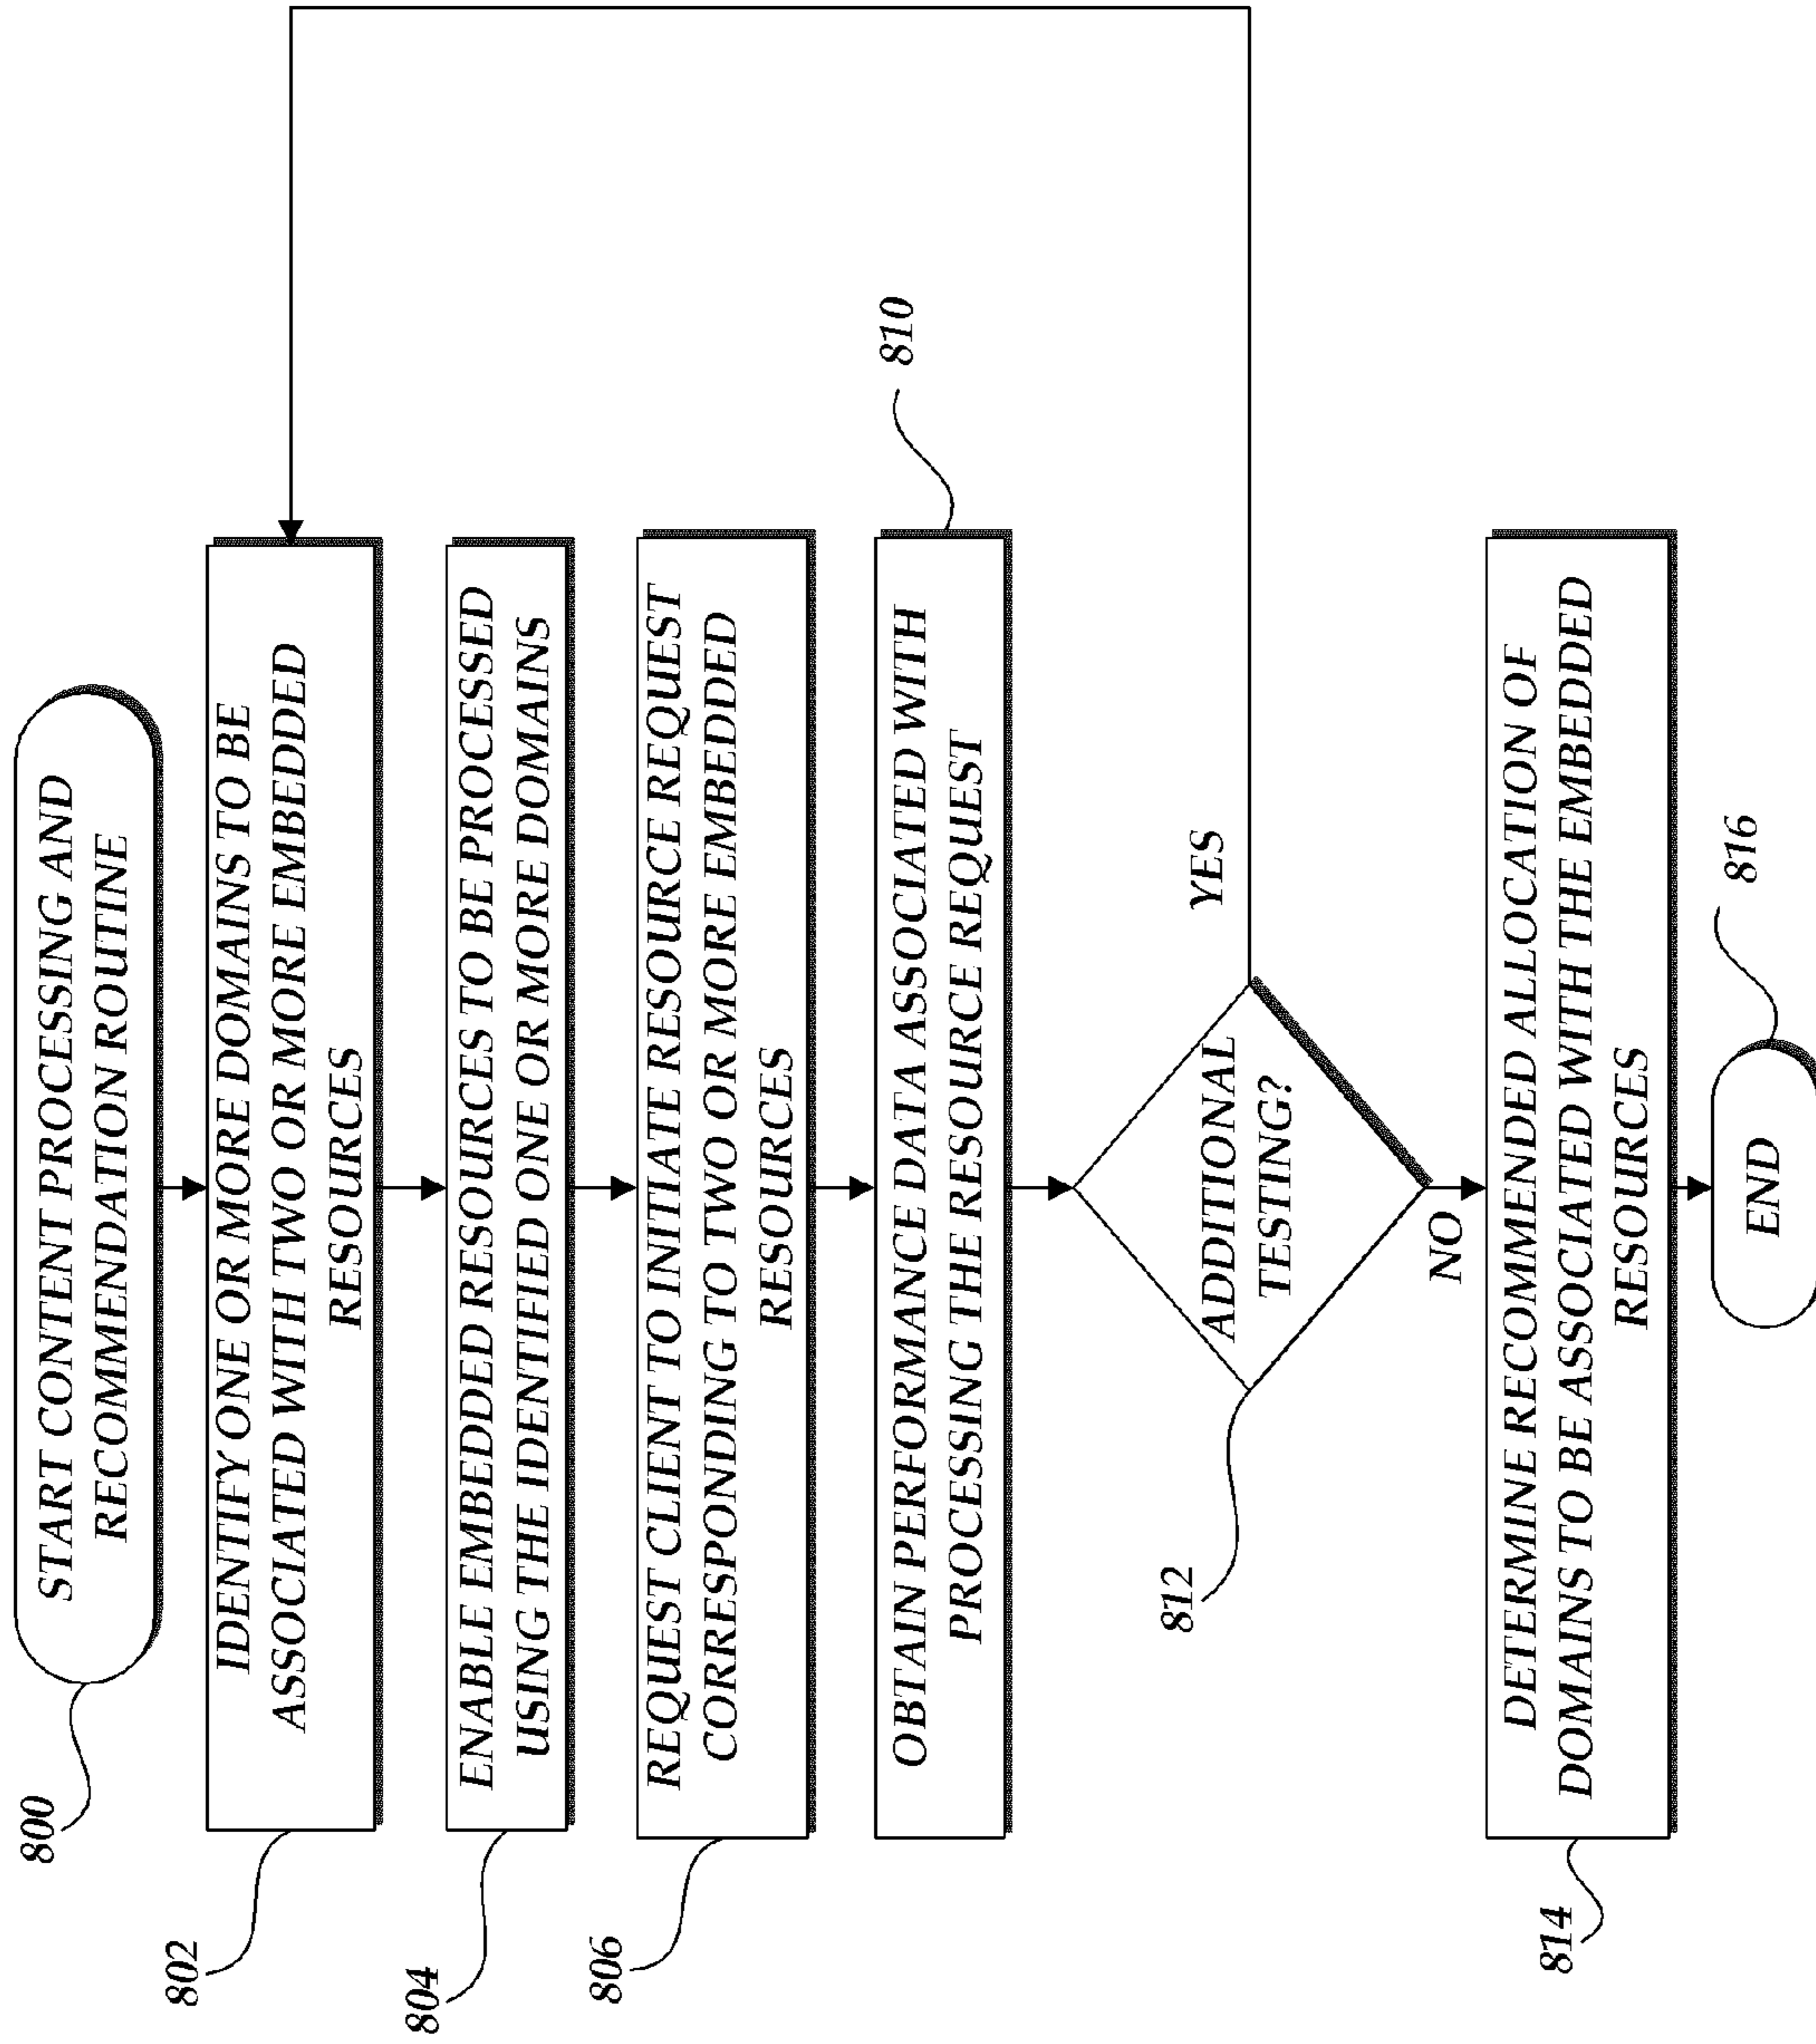 800
START CONTENT PROCESSING AND
RECOMMENDATION ROUTINE
802
IDENTIFY ONE OR MORE DOMAINS TO BE
ASSOCIATED WITH TWO OR MORE EMBEDDED
RESOURCES
804
ENABLE EMBEDDED RESOURCES TO BE PROCESSED
USING THE IDENTIFIED ONE OR MORE DOMAINS
806
REQUEST CLIENT TO INITIATE RESOURCE REQUEST
CORRESPONDING TO TWO OR MORE EMBEDDED
RESOURCES
810
OBTAIN PERFORMANCE DATA ASSOCIATED WITH
PROCESSING THE RESOURCE REQUEST
812
ADDITIONAL
TESTING?
YES
NO
814
DETERMINE RECOMMENDED ALLOCATION OF
DOMAINS TO BE ASSOCIATED WITH THE EMBEDDED
RESOURCES
816
END